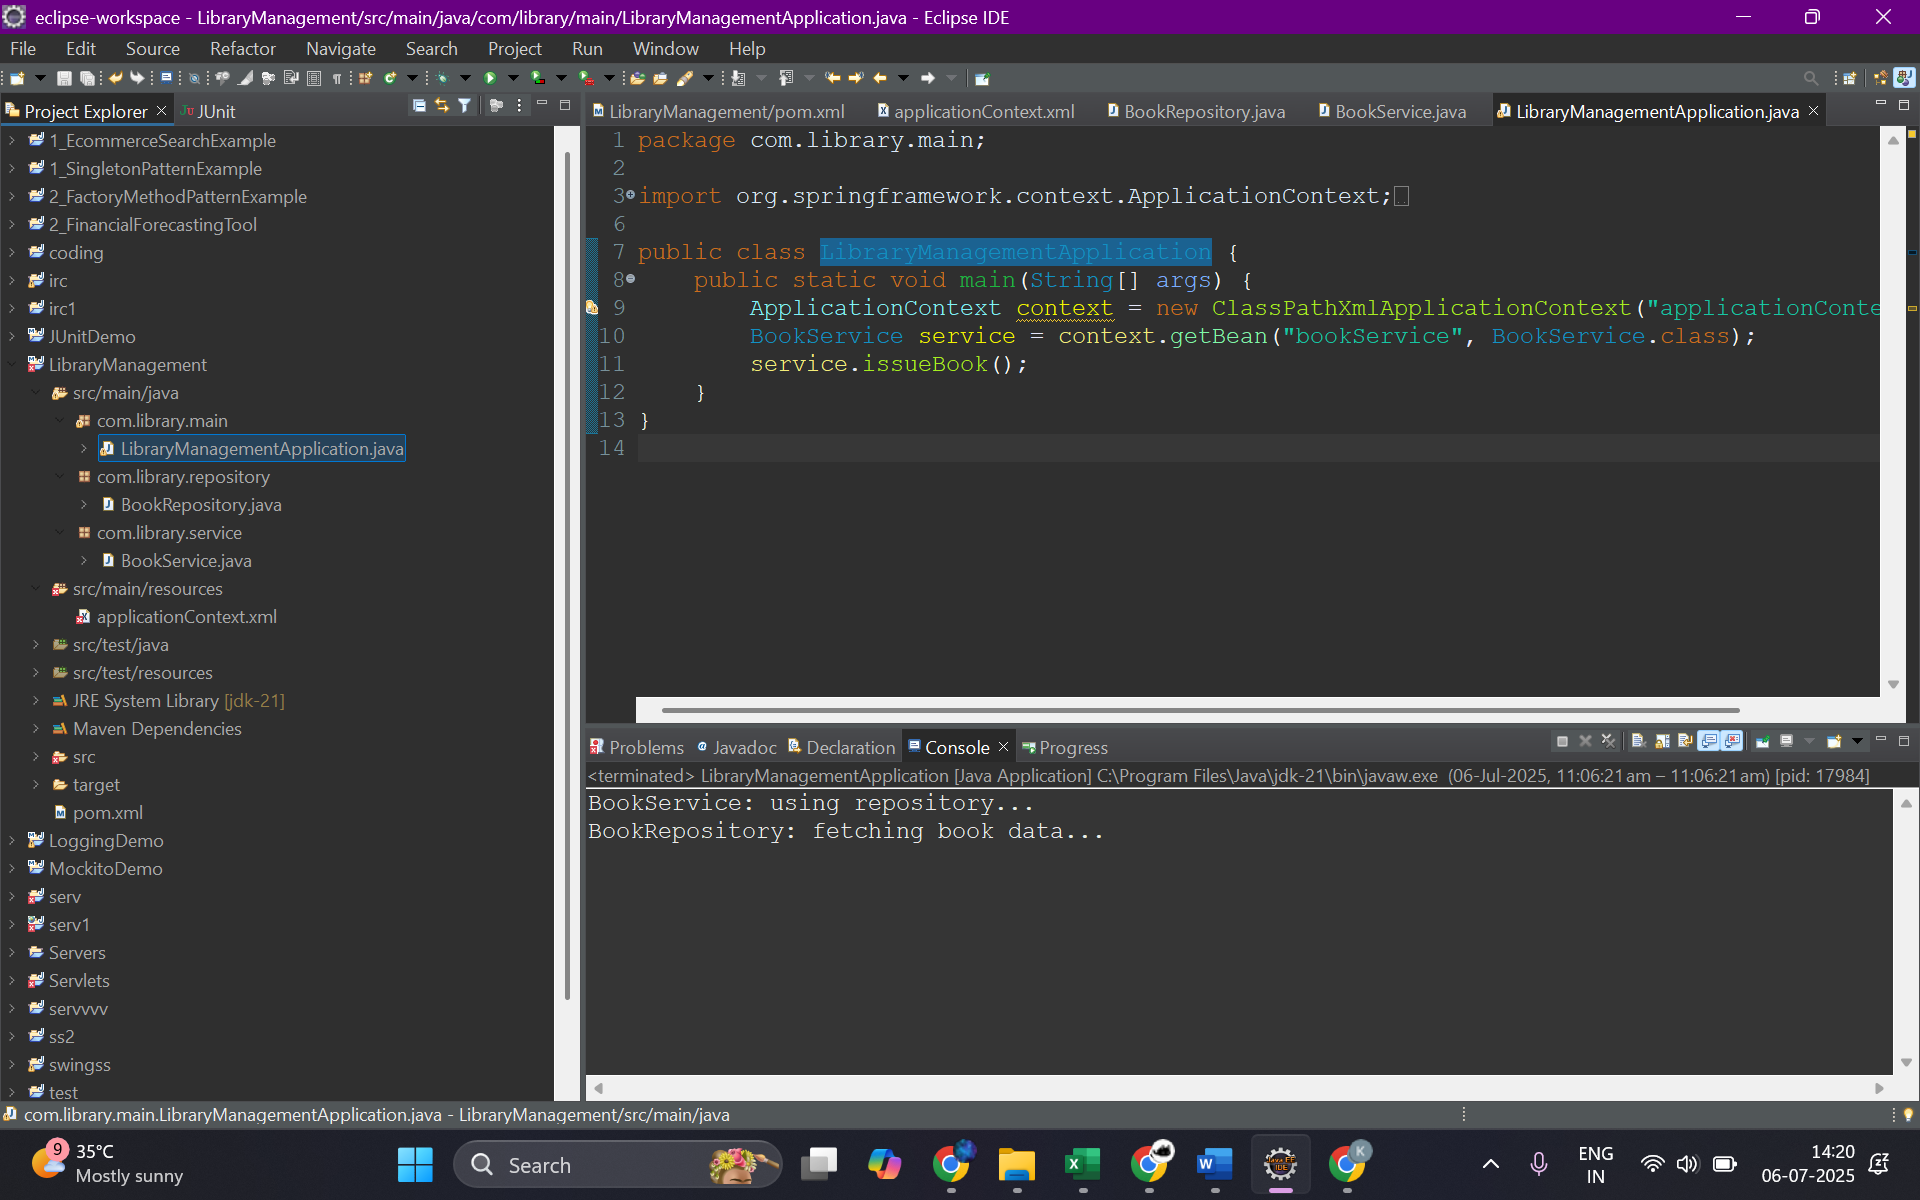 eclipse-workspace - LibraryManagement/src/main/java/com/library/main/LibraryManagementApplication.java - Eclipse IDE
File Edit Source Refactor Navigate Search Project Run Window Help
Project Explorer
JUnit
1_EcommerceSearchExample
1_SingletonPatternExample
2_FactoryMethodPatternExample
2_FinancialForecastingTool
coding
irc
irc1
JUnitDemo
LibraryManagement
src/main/java
com.library.main
LibraryManagementApplication.java
com.library.repository
BookRepository.java
com.library.service
BookService.java
src/main/resources
applicationContext.xml
src/test/java
src/test/resources
JRE System Library [jdk-21]
Maven Dependencies
src
target
pom.xml
LoggingDemo
MockitoDemo
serv
serv1
Servers
Servlets
servvvv
ss2
swingss
test
LibraryManagement/pom.xml applicationContext.xml BookRepository.java BookService.java LibraryManagementApplication.java
1 package com.library.main;
2
3 import org.springframework.context.ApplicationContext;
6
7 public class LibraryManagementApplication {
8 public static void main(String[] args) {
9 ApplicationContext context = new ClassPathXmlApplicationContext("applicationConte
10 BookService service = context.getBean("bookService", BookService.class);
11 service.issueBook();
12 }
13 }
14
Problems Javadoc Declaration Console Progress
<terminated> LibraryManagementApplication [Java Application] C:\Program Files\Java\jdk-21\bin\javaw.exe (06-Jul-2025, 11:06:21 am – 11:06:21 am) [pid: 17984]
BookService: using repository...
BookRepository: fetching book data...
com.library.main.LibraryManagementApplication.java - LibraryManagement/src/main/java
9
35°C
Mostly sunny
Search
K
ENG
IN
14:20
06-07-2025